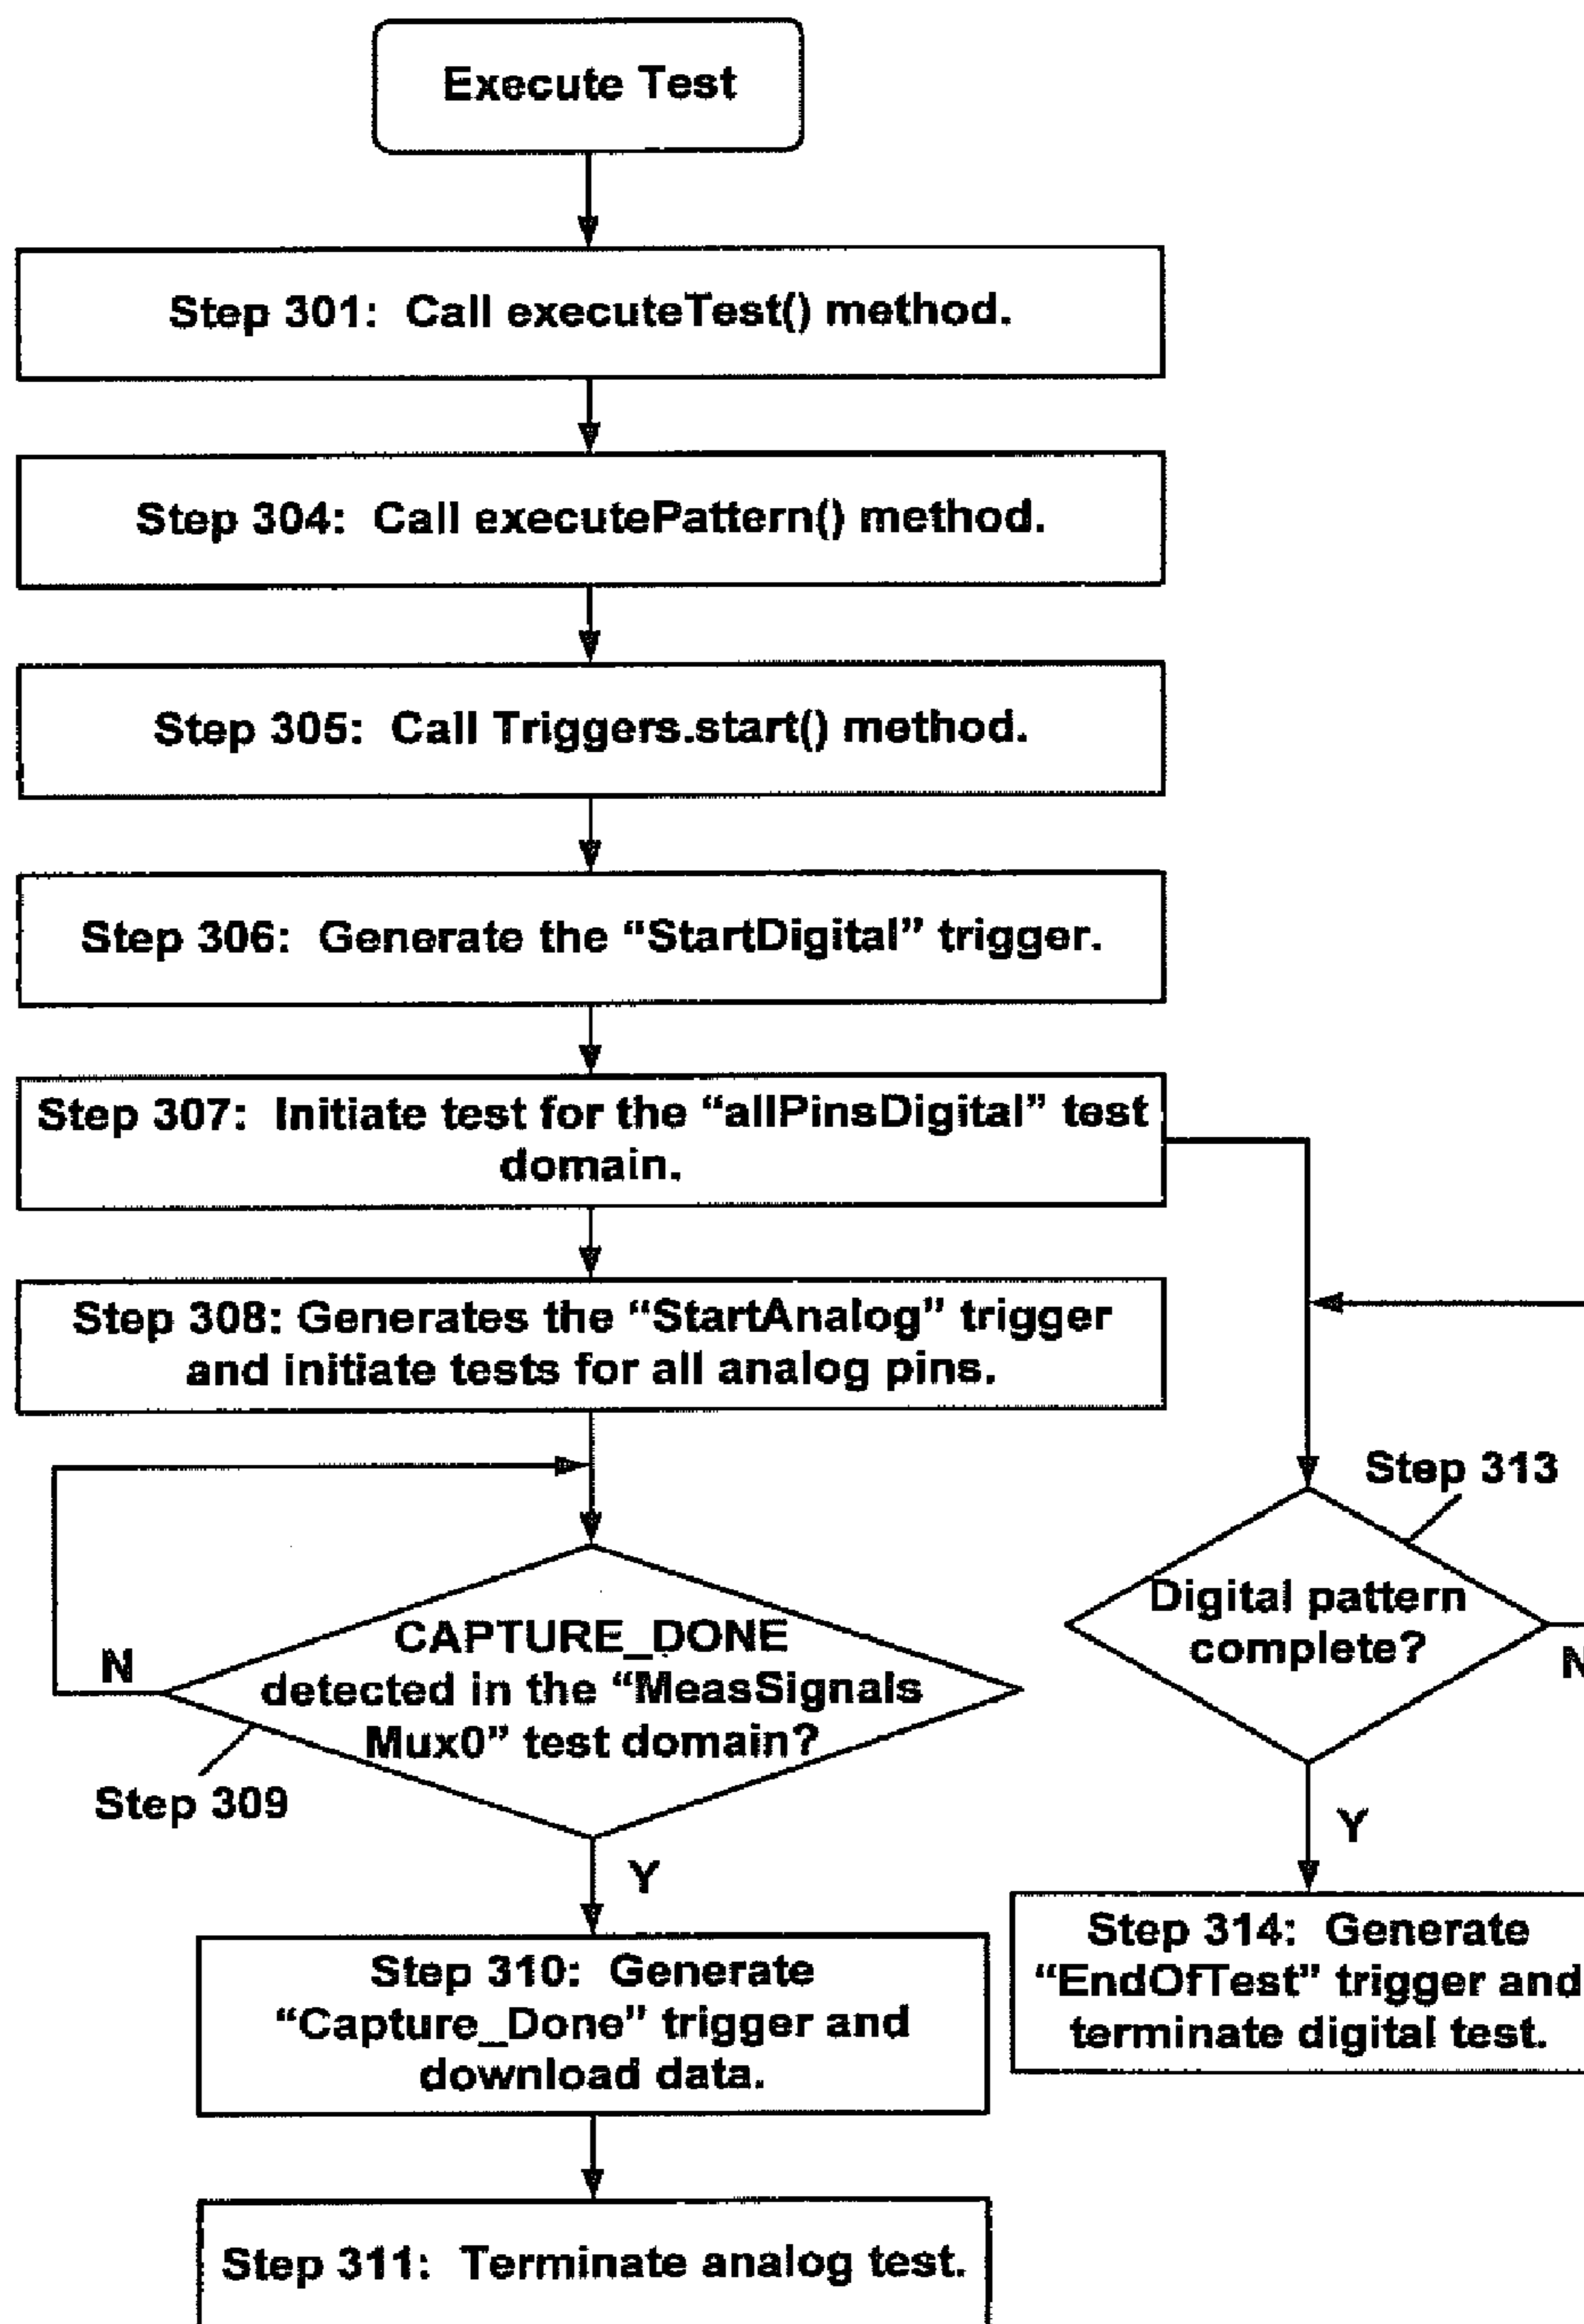 Execute Test
Step 301: Call executeTest() method.
Step 304: Call executePattern() method.
Step 305: Call Triggers.start() method.
Step 306: Generate the “StartDigital” trigger.
Step 307: Initiate test for the “allPinsDigital” test
domain.
Step 308: Generates the “StartAnalog” trigger
and initiate tests for all analog pins.
Step 313
Digital pattern
complete?
N
CAPTURE_DONE
detected in the “MeasSignals
Mux0” test domain?
N
Step 309
Y
Y
Step 314: Generate
“EndOfTest” trigger and
terminate digital test.
Step 310: Generate
“Capture_Done” trigger and
download data.
Step 311: Terminate analog test.